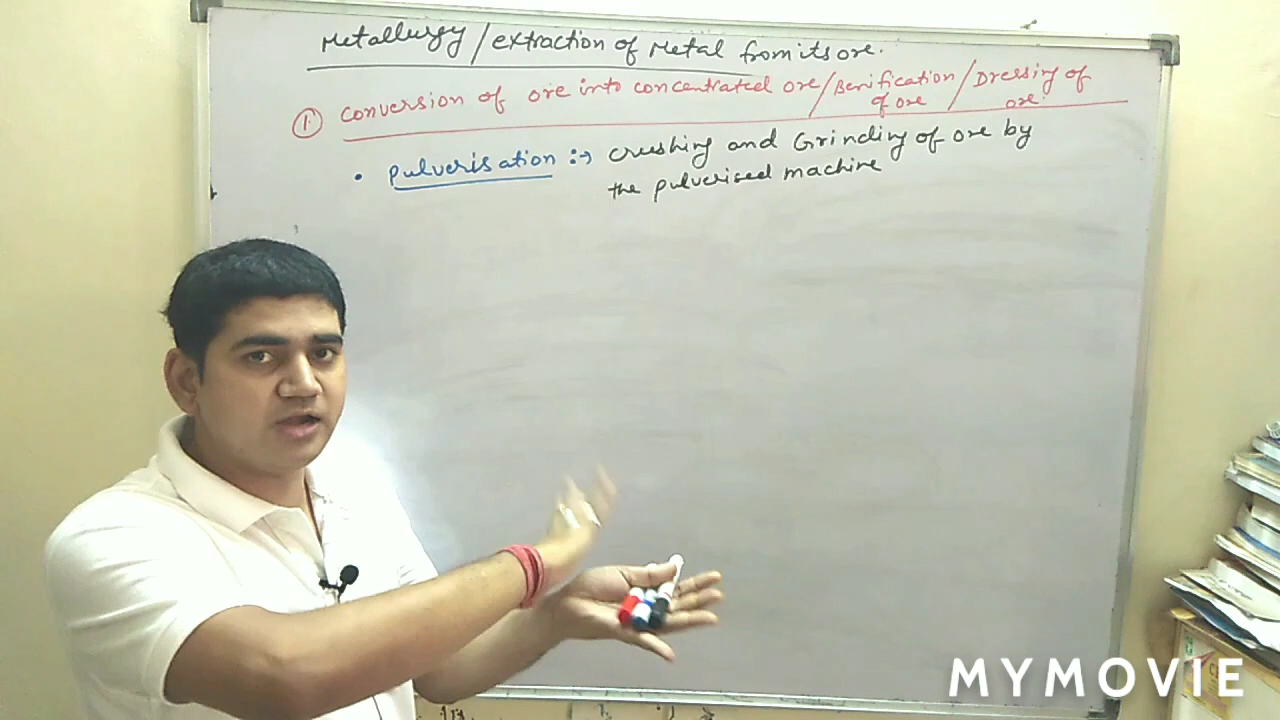 Metallurgy / extraction of Metal from its ore.
① Conversion of ore into concentrated ore / Benification of ore / Dressing of ore.
• Pulverisation :→ Crushing and Grinding of ore by
the pulverised machine
MYMOVIE